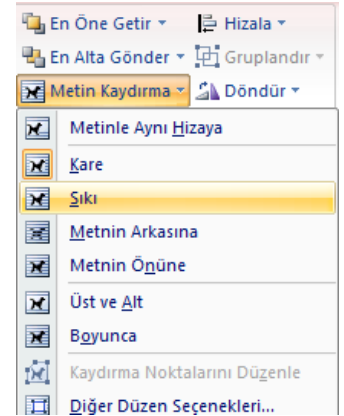 En Öne Getir Hizala
En Alta Gönder Gruplandır
Metin Kaydırma Döndür
Metinle Aynı Hizaya
Kare
Sıkı
Metnin Arkasına
Metnin Önüne
Üst ve Alt
Boyunca
Kaydırma Noktalarını Düzenle
Diğer Düzen Seçenekleri...